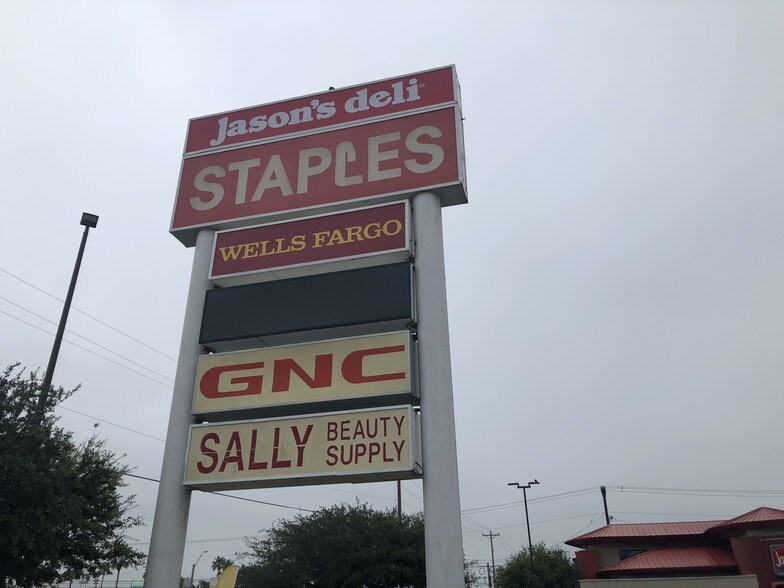 Jason's deli
STAPLES
WELLS FARGO
GNC
SALLY BEAUTY
SUPPLY